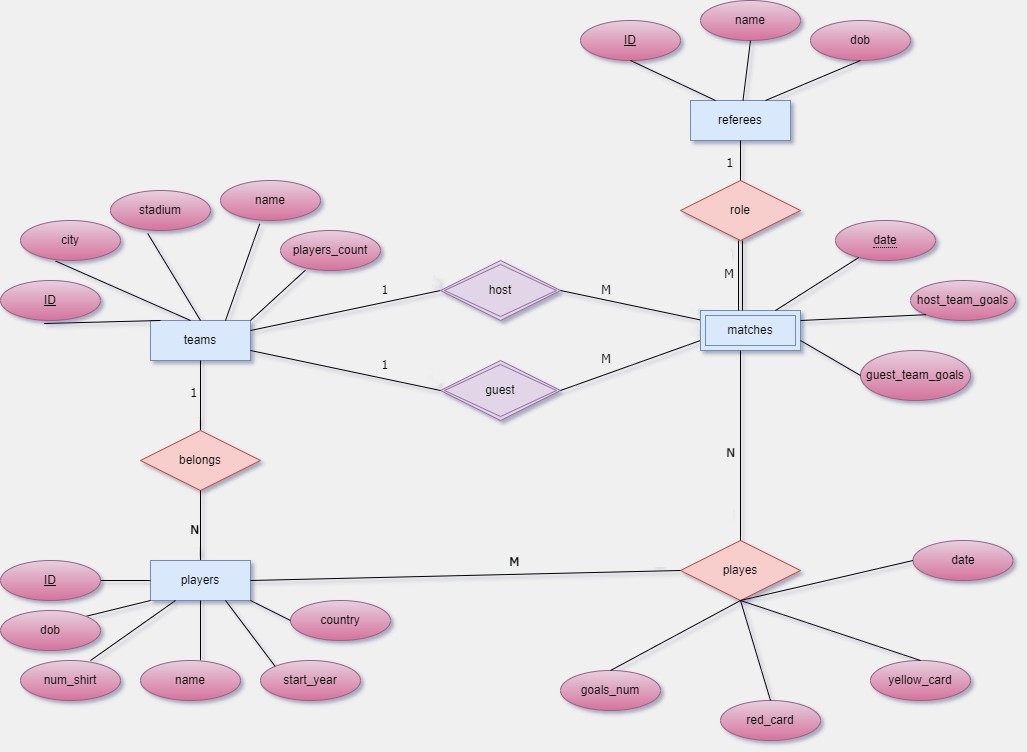 name
ID
dob
referees
1
role
name
stadium
city
date
players_count
M
1
host
M
ID
host_team_goals
matches
teams
M
1
guest_team_goals
guest
1
N
belongs
N
M
date
playes
ID
players
country
dob
num_shirt
name
start_year
yellow_card
goals_num
red_card